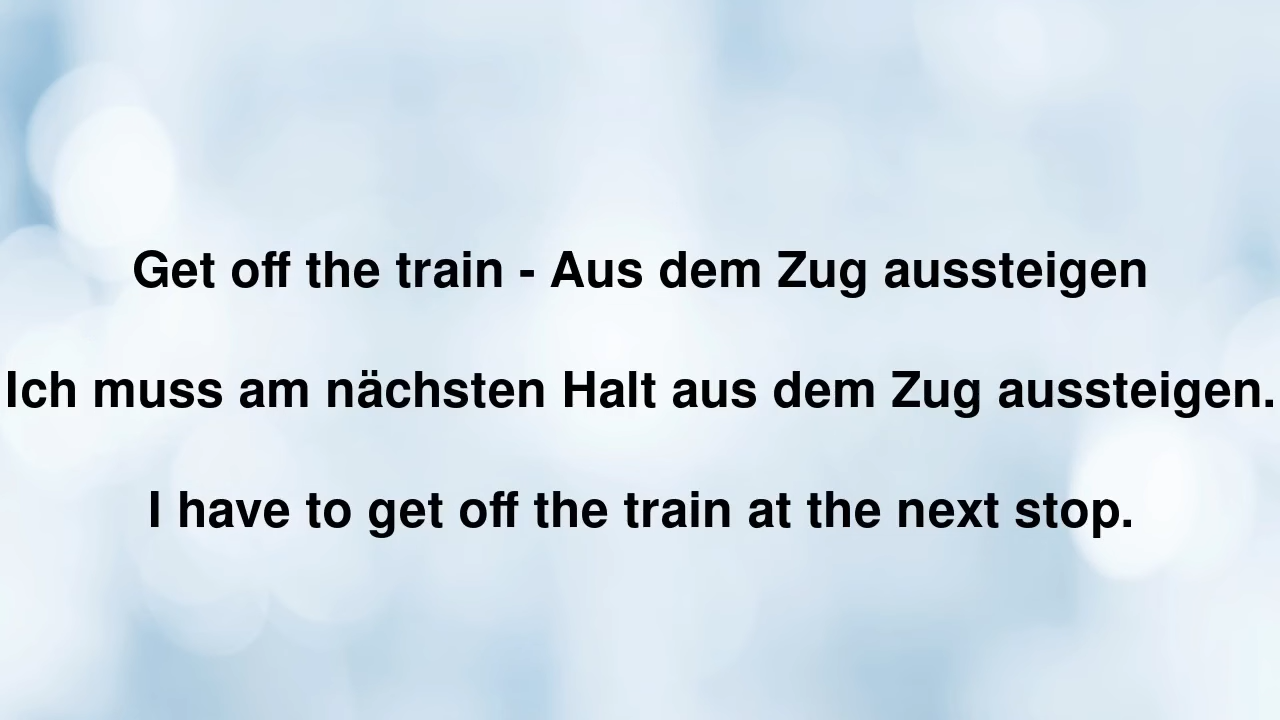 Get off the train - Aus dem Zug aussteigen
Ich muss am nächsten Halt aus dem Zug aussteigen.
I have to get off the train at the next stop.